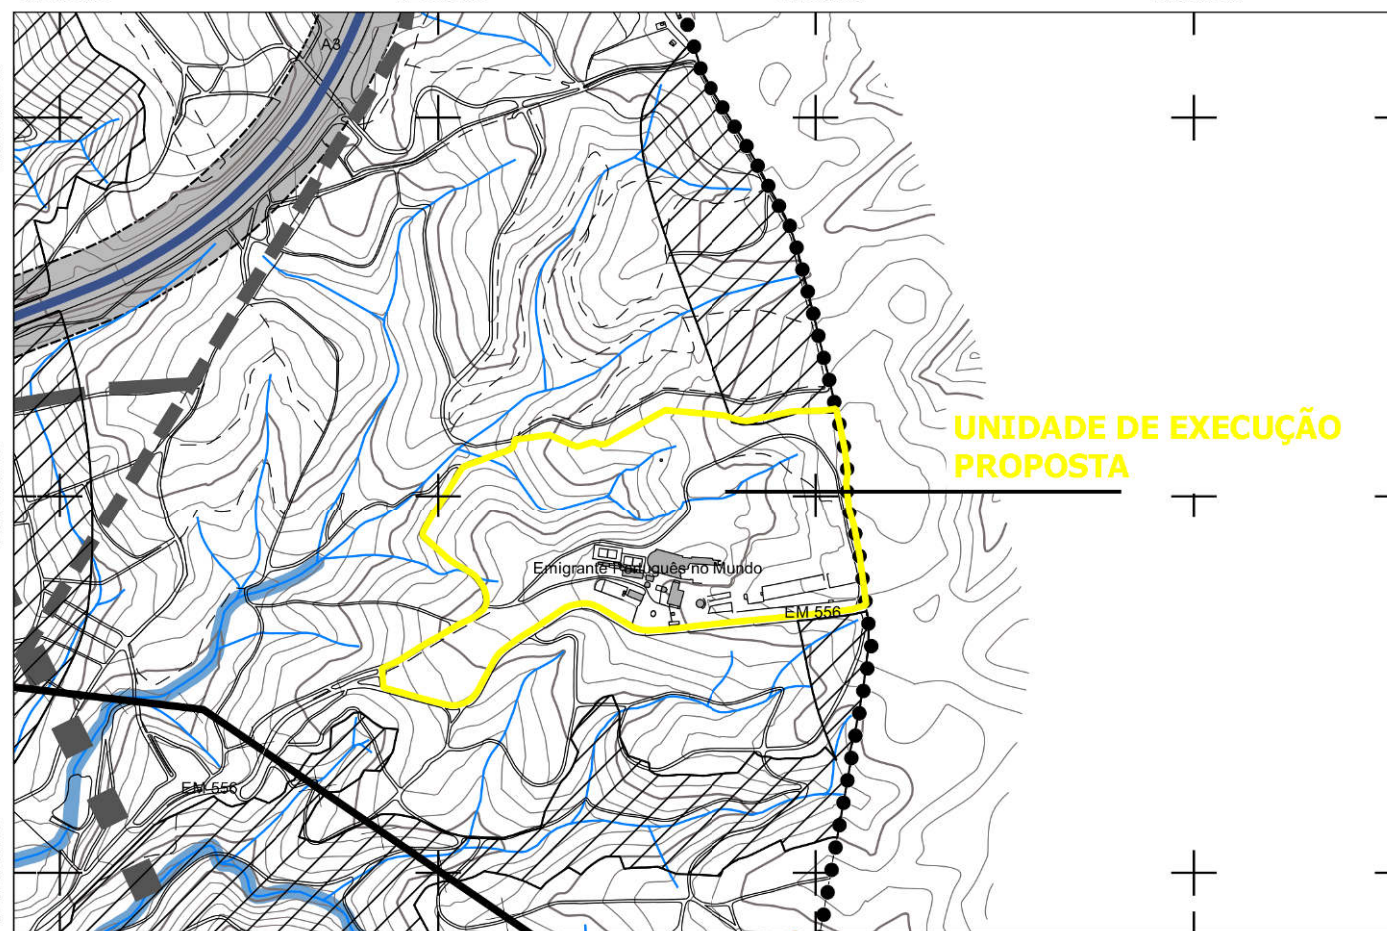 A3
UNIDADE DE EXECUÇÃO
PROPOSTA
Emigrante Português no Mundo
EM 556
EM 556